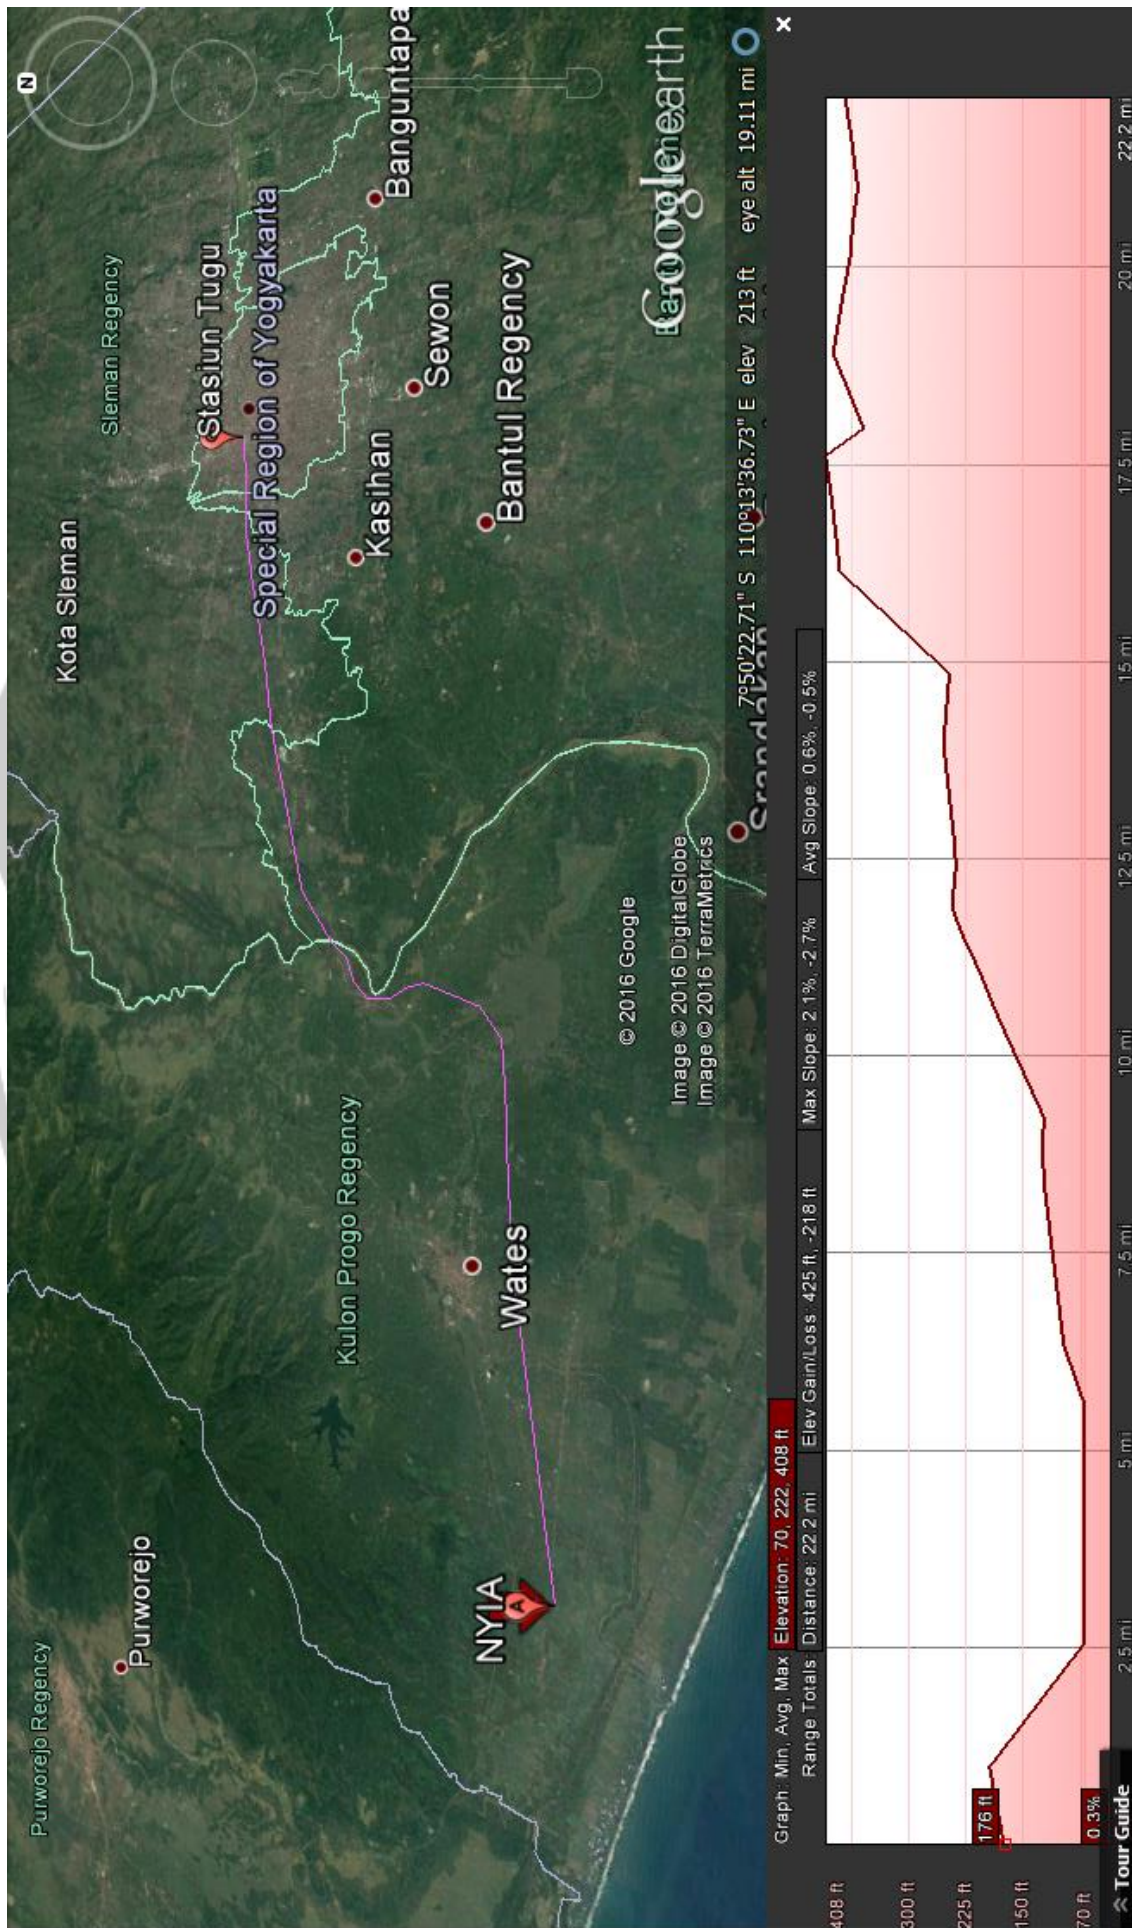 Purworejo Regency
Purworejo
Kota Sleman
Sleman Regency
Stasiun Tugu
Special Region of Yogyakarta
Kulon Progo Regency
Kasihan
Banguntapa
Sewon
NYIA
A
Wates
Bantul Regency
N
© 2016 Google
Image © 2016 DigitalGlobe
Image © 2016 TerraMetrics
Google earth
Srandakan
7°50'22.71" S 110°13'36.73" E elev 213 ft eye alt 19.11 mi
Graph: Min, Avg, Max Elevation: 70, 222, 408 ft
Range Totals: Distance: 22.2 mi Elev Gain/Loss: 425 ft, -218 ft Max Slope: 2.1%, -2.7% Avg Slope: 0.6%, -0.5%
408 ft
300 ft
225 ft
150 ft
70 ft
176 ft
0.3%
2.5 mi 5 mi 7.5 mi 10 mi 12.5 mi 15 mi 17.5 mi 20 mi 22.2 mi
Tour Guide